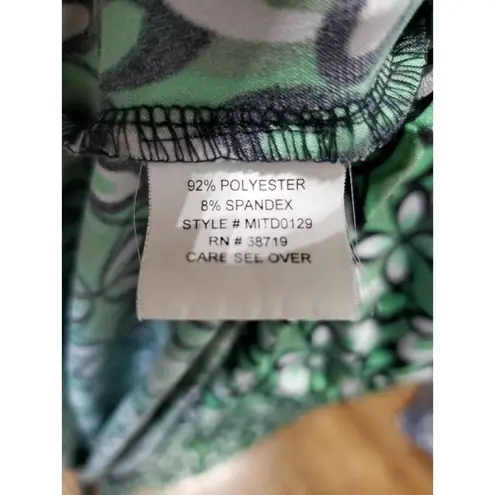 92% POLYESTER
8% SPANDEX
STYLE # MITD0129
RN # 38719
CARE SEE OVER